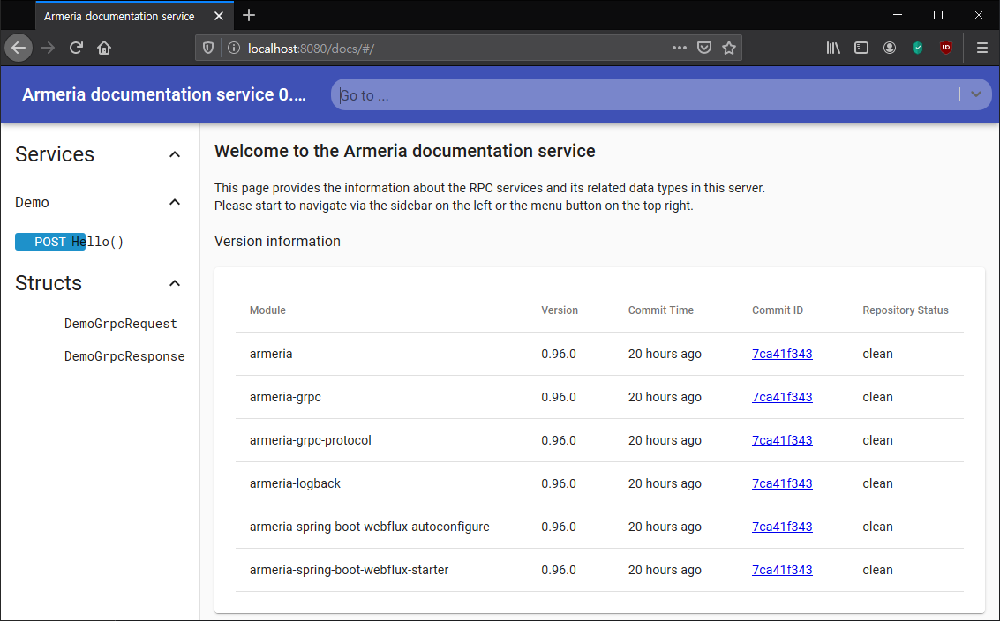 Armeria documentation service
localhost:8080/docs/#/
Armeria documentation service 0....
Go to ...
Services
Demo
POST Hello()
Structs
DemoGrpcRequest
DemoGrpcResponse
Welcome to the Armeria documentation service
This page provides the information about the RPC services and its related data types in this server.
Please start to navigate via the sidebar on the left or the menu button on the top right.
Version information
Module Version Commit Time Commit ID Repository Status
armeria 0.96.0 20 hours ago 7ca41f343 clean
armeria-grpc 0.96.0 20 hours ago 7ca41f343 clean
armeria-grpc-protocol 0.96.0 20 hours ago 7ca41f343 clean
armeria-logback 0.96.0 20 hours ago 7ca41f343 clean
armeria-spring-boot-webflux-autoconfigure 0.96.0 20 hours ago 7ca41f343 clean
armeria-spring-boot-webflux-starter 0.96.0 20 hours ago 7ca41f343 clean